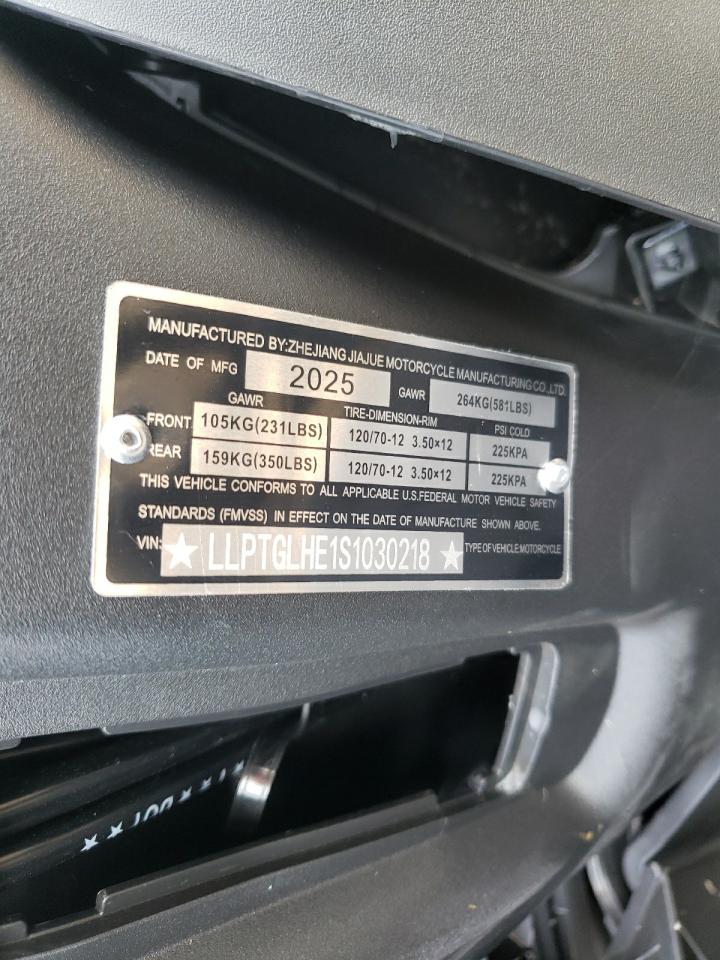 MANUFACTURED BY:ZHEJIANG JIAJUE MOTORCYCLE MANUFACTURING CO.,LTD.
DATE OF MFG 2025 GAWR 264KG(581LBS)
GAWR TIRE-DIMENSION-RIM PSI COLD
FRONT 105KG(231LBS) 120/70-12 3.50×12 225KPA
REAR 159KG(350LBS) 120/70-12 3.50×12 225KPA
THIS VEHICLE CONFORMS TO ALL APPLICABLE U.S.FEDERAL MOTOR VEHICLE SAFETY
STANDARDS (FMVSS) IN EFFECT ON THE DATE OF MANUFACTURE SHOWN ABOVE.
VIN: ★ LLPTGLHE1S1030218 ★ TYPE OF VEHICLE:MOTORCYCLE